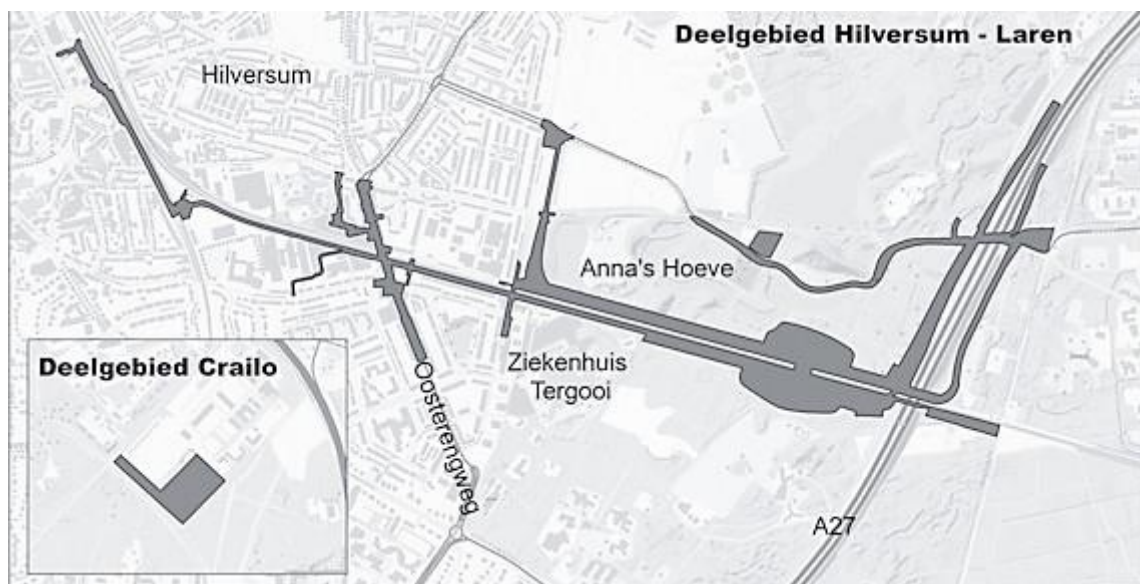 Deelgebied Hilversum - Laren
Hilversum
Anna's Hoeve
Ziekenhuis
Tergooi
Deelgebied Crailo
Oosterengweg
A27